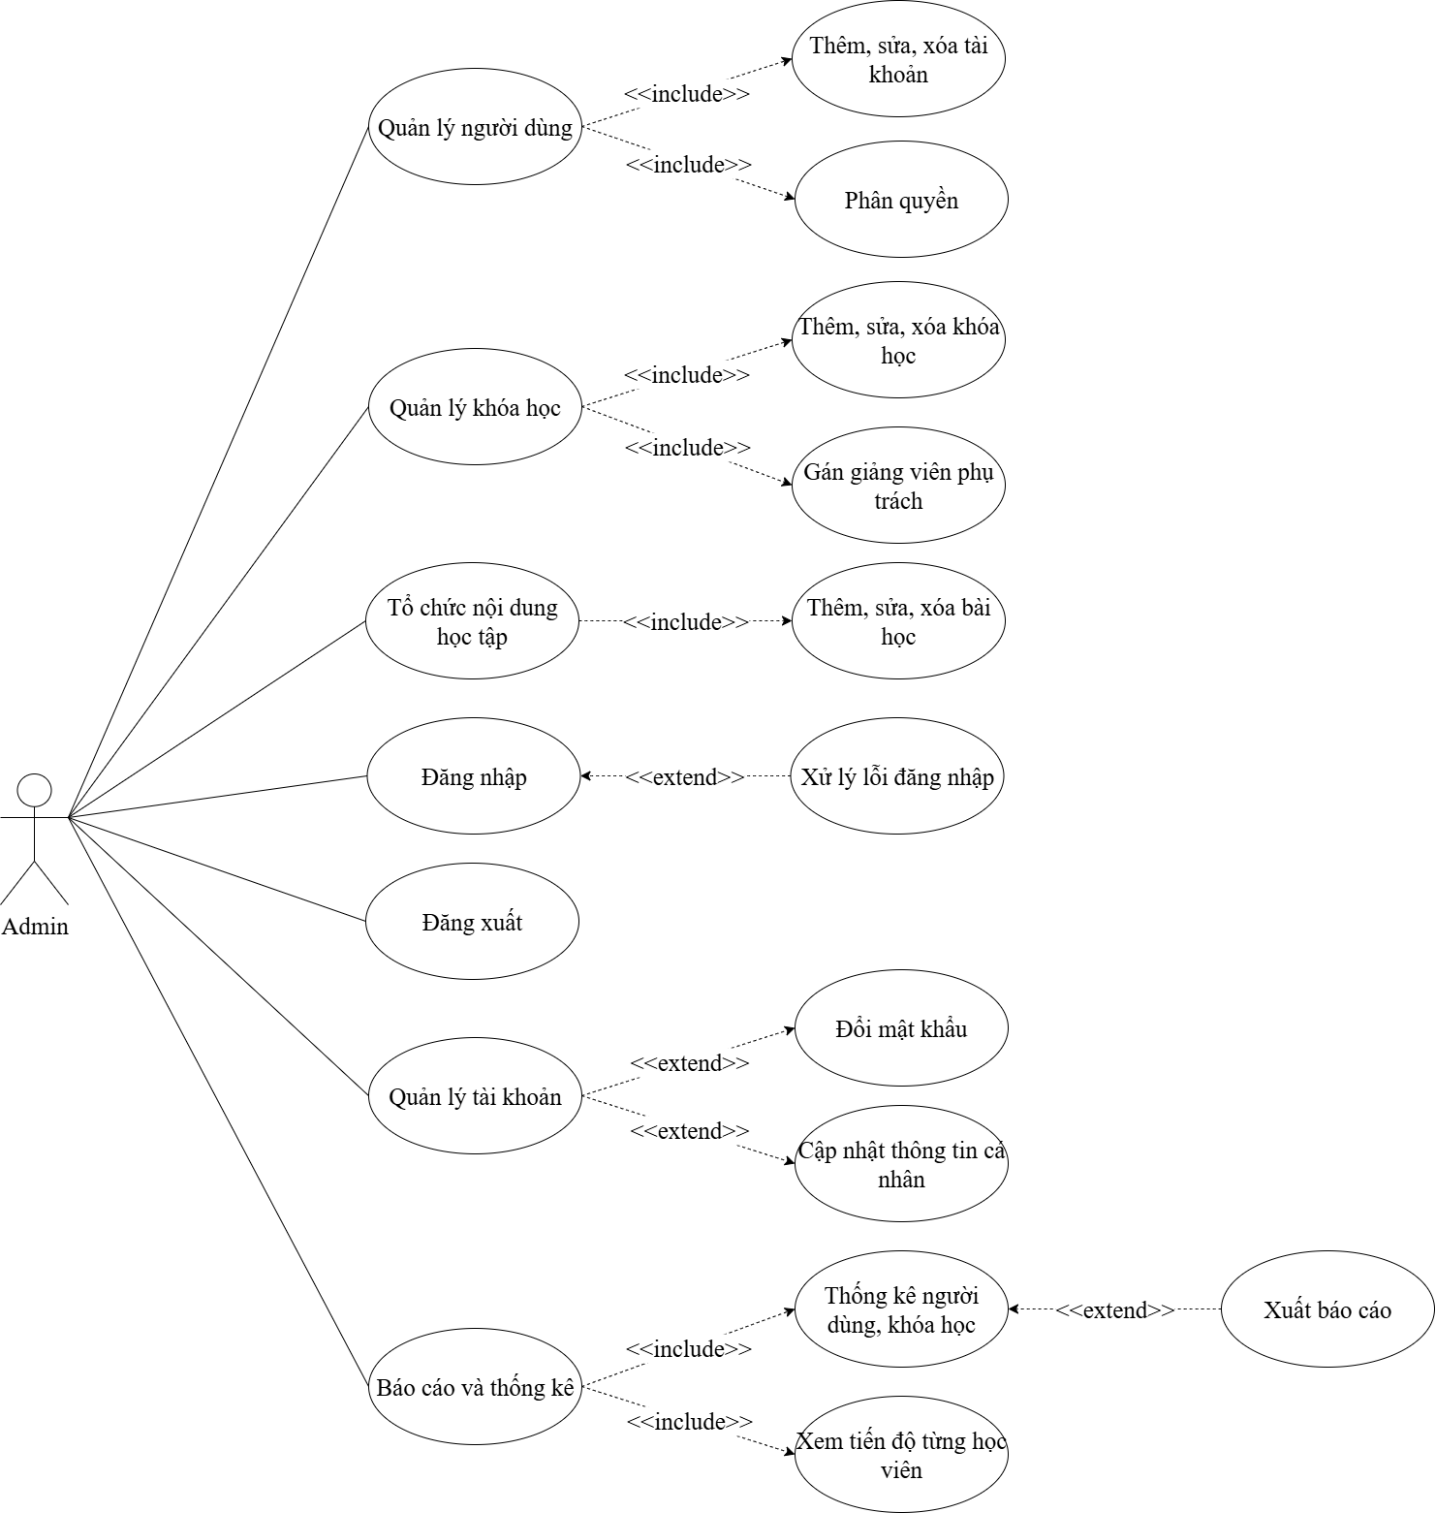 Thêm, sửa, xóa tài
khoản
<<include>>
Quản lý người dùng
<<include>>
Phân quyền
Thêm, sửa, xóa khóa
học
<<include>>
Quản lý khóa học
<<include>>
Gán giảng viên phụ
trách
Tổ chức nội dung
học tập
<<include>>
Thêm, sửa, xóa bài
học
Đăng nhập
<<extend>>
Xử lý lỗi đăng nhập
Admin
Đăng xuất
Đổi mật khẩu
<<extend>>
Quản lý tài khoản
<<extend>>
Cập nhật thông tin cá
nhân
Thống kê người
dùng, khóa học
<<extend>>
Xuất báo cáo
<<include>>
Báo cáo và thống kê
<<include>>
Xem tiến độ từng học
viên